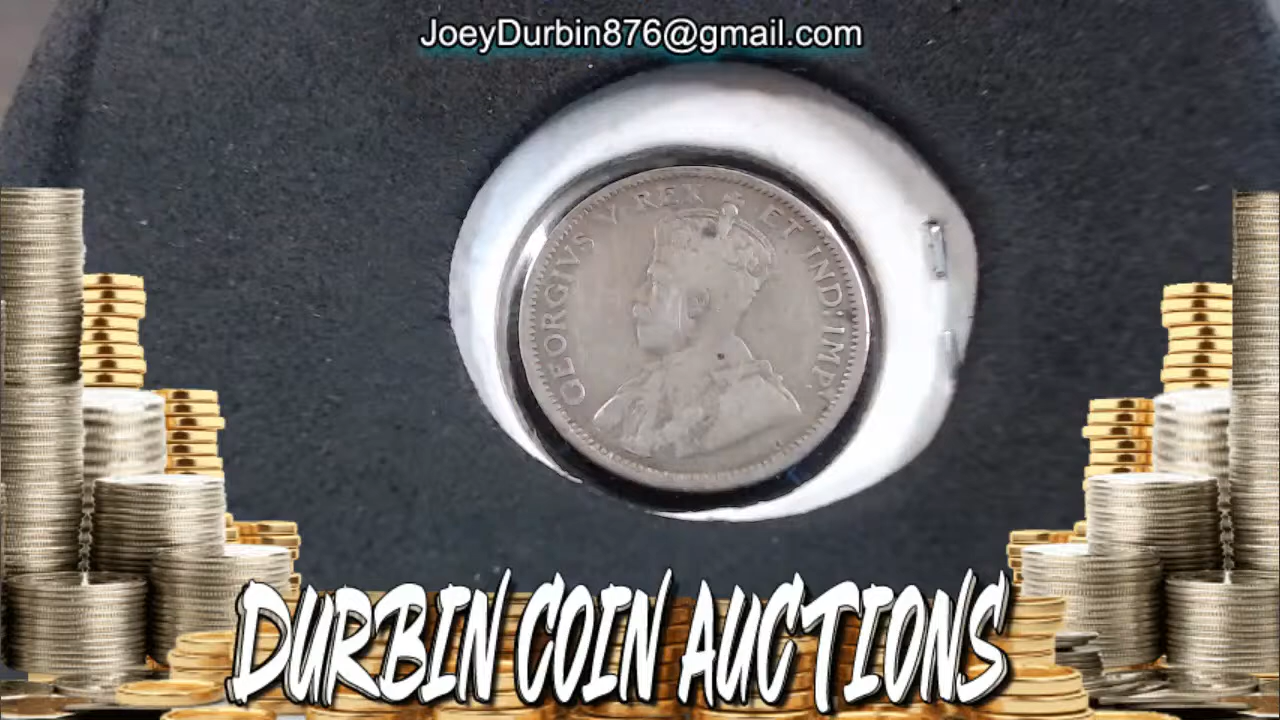 JoeyDurbin876@gmail.com
GEORGIVS V REX ET IND: IMP:
DURBIN COIN AUCTIONS